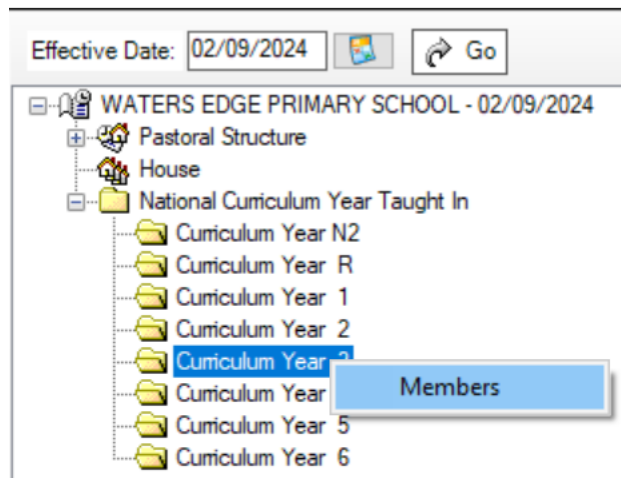 Effective Date: 02/09/2024 Go
WATERS EDGE PRIMARY SCHOOL - 02/09/2024
Pastoral Structure
House
National Curriculum Year Taught In
Curriculum Year N2
Curriculum Year R
Curriculum Year 1
Curriculum Year 2
Curriculum Year
Members
Curriculum Year
Curriculum Year 5
Curriculum Year 6